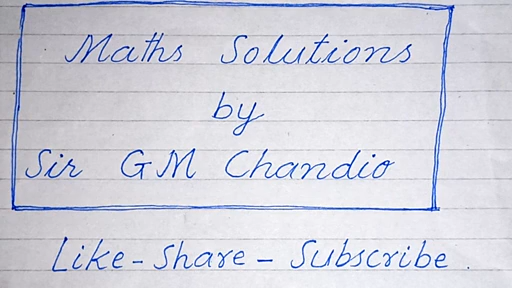 Maths Solutions
by
Sir GM Chandio
Like - Share - Subscribe.